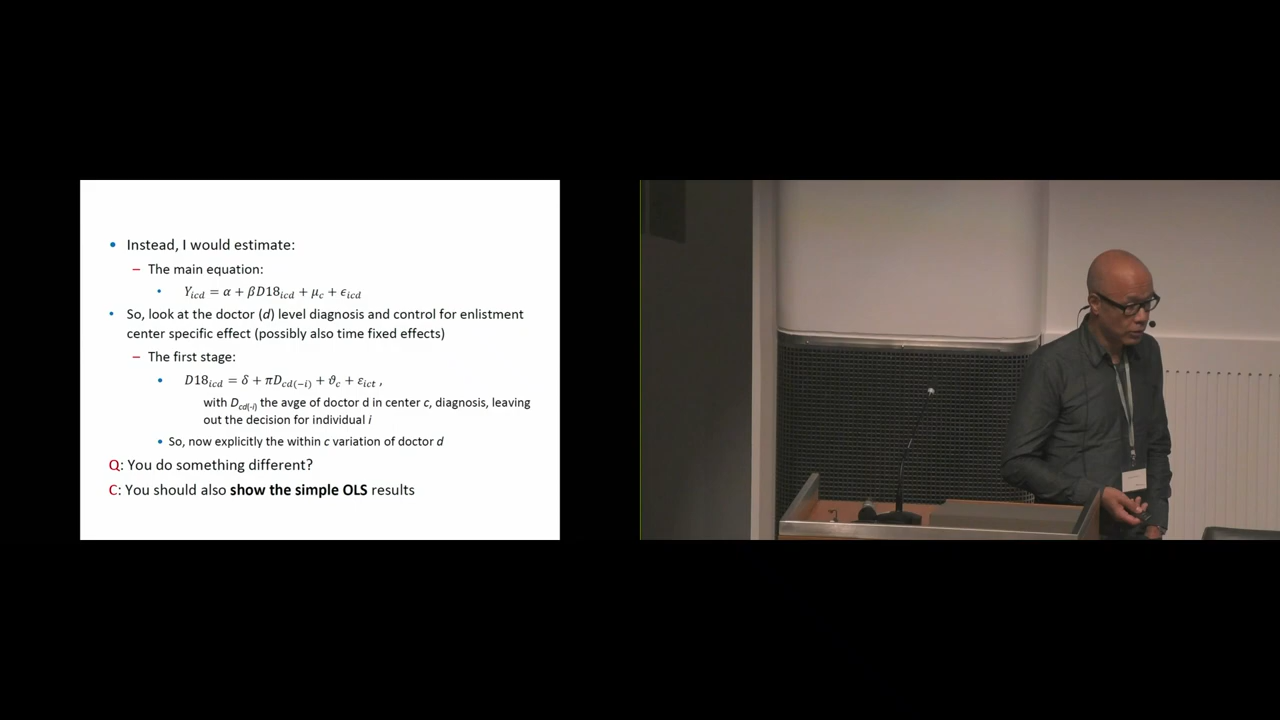 • Instead, I would estimate:
– The main equation:
• Y_icd = α + βD18_icd + μ_c + ϵ_icd
• So, look at the doctor (d) level diagnosis and control for enlistment
center specific effect (possibly also time fixed effects)
– The first stage:
• D18_icd = δ + πD_cd(−i) + ϑ_c + ε_ict ,
with D_cd(-i) the avge of doctor d in center c, diagnosis, leaving
out the decision for individual i
• So, now explicitly the within c variation of doctor d
Q: You do something different?
C: You should also show the simple OLS results